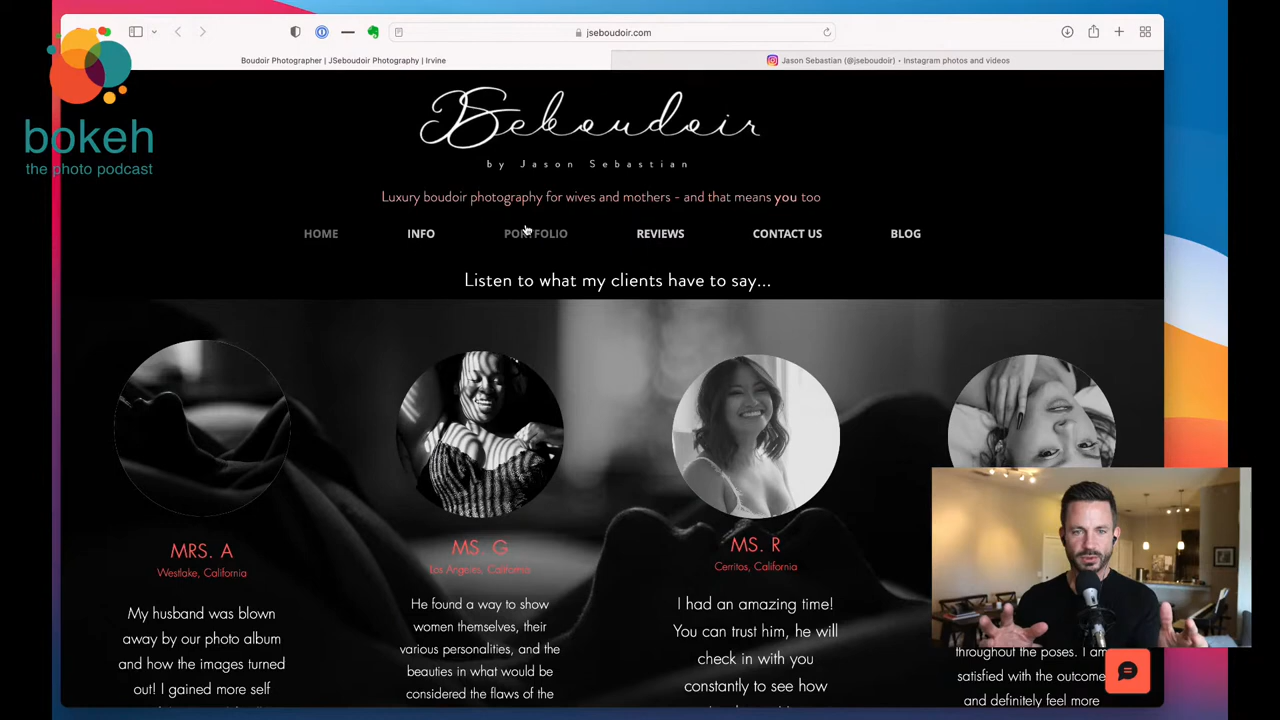 jseboudoir.com
Boudoir Photographer | JSeboudoir Photography | Irvine
Jason Sebastian (@jseboudoir) • Instagram photos and videos
bokeh
the photo podcast
JSeboudoir
by Jason Sebastian
Luxury boudoir photography for wives and mothers - and that means you too
HOME
INFO
PORTFOLIO
REVIEWS
CONTACT US
BLOG
Listen to what my clients have to say...
MRS. A
Westlake, California
My husband was blown
away by our photo album
and how the images turned
out! I gained more self
MS. G
Los Angeles, California
He found a way to show
women themselves, their
various personalities, and the
beauties in what would be
considered the flaws of the
MS. R
Cerritos, California
I had an amazing time!
You can trust him, he will
check in with you
constantly to see how
throughout the poses. I am
satisfied with the outcome
and definitely feel more